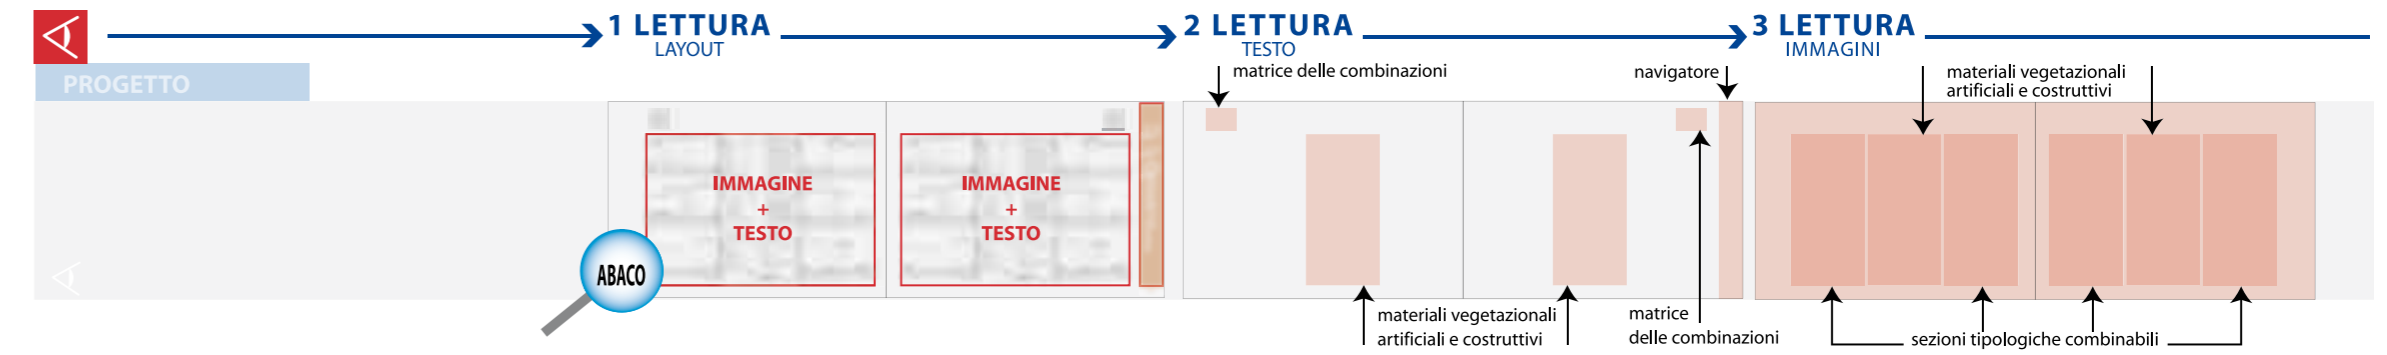 1 LETTURA
LAYOUT
2 LETTURA
TESTO
3 LETTURA
IMMAGINI
PROGETTO
matrice delle combinazioni
navigatore
materiali vegetazionali
artificiali e costruttivi
IMMAGINE
+
TESTO
IMMAGINE
+
TESTO
ABACO
materiali vegetazionali
artificiali e costruttivi
matrice
delle combinazioni
sezioni tipologiche combinabili